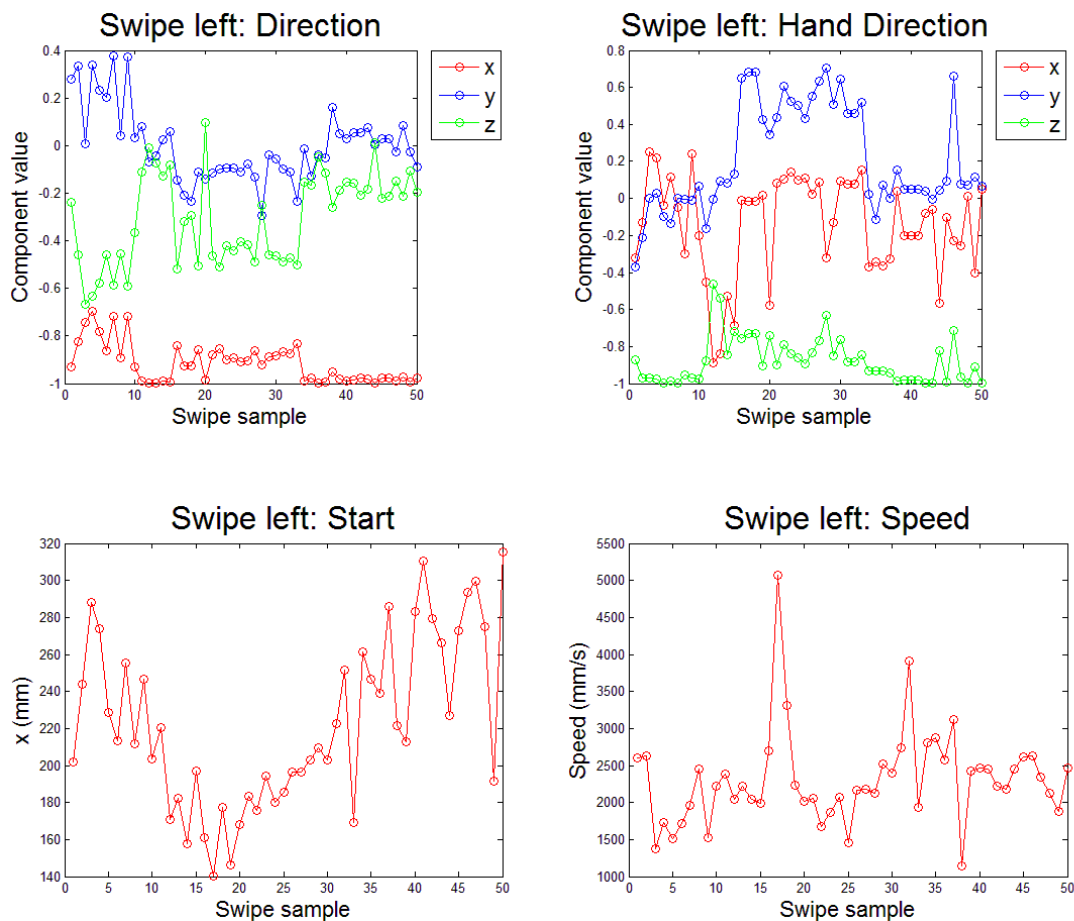 Swipe left: Direction
0.4
0.2
0
-0.2
-0.4
-0.6
-0.8
-1
0 10 20 30 40 50
Component value
Swipe sample
x
y
z
Swipe left: Hand Direction
0.8
0.6
0.4
0.2
0
-0.2
-0.4
-0.6
-0.8
-1
0 10 20 30 40 50
Component value
Swipe sample
x
y
z
Swipe left: Start
320
300
280
260
240
220
200
180
160
140
0 5 10 15 20 25 30 35 40 45 50
x (mm)
Swipe sample
Swipe left: Speed
5500
5000
4500
4000
3500
3000
2500
2000
1500
1000
0 5 10 15 20 25 30 35 40 45 50
Speed (mm/s)
Swipe sample